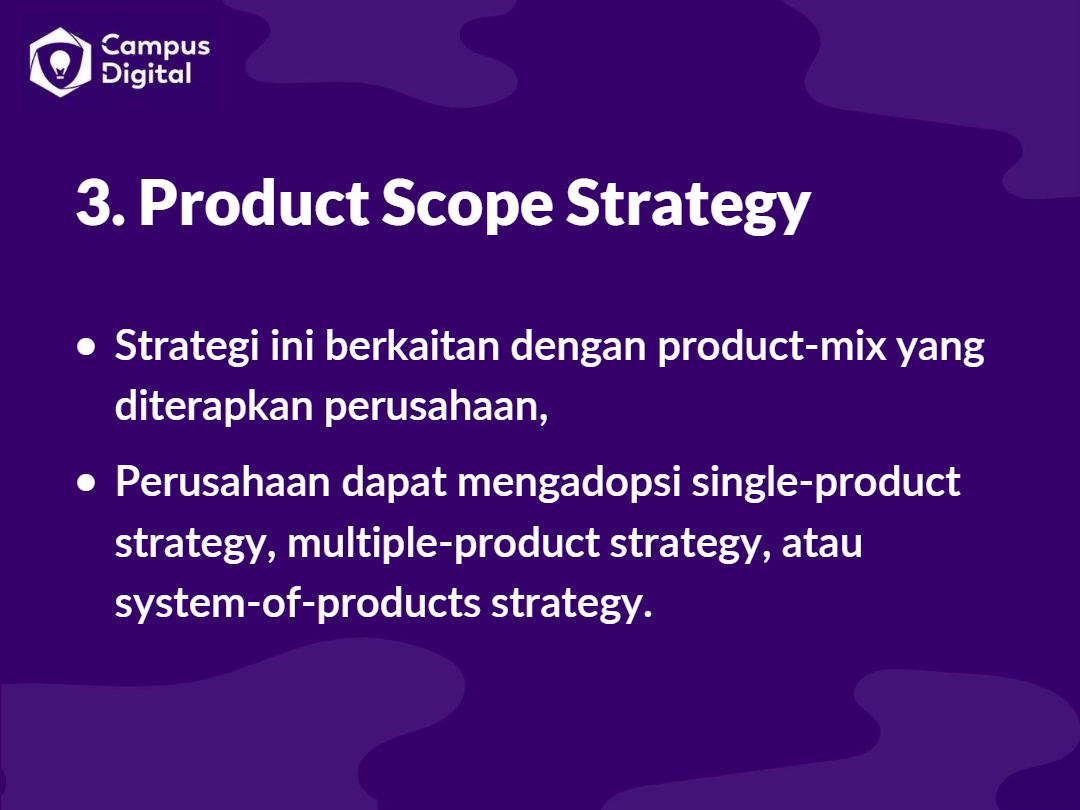 Campus
Digital
3. Product Scope Strategy
• Strategi ini berkaitan dengan product-mix yang
diterapkan perusahaan,
• Perusahaan dapat mengadopsi single-product
strategy, multiple-product strategy, atau
system-of-products strategy.